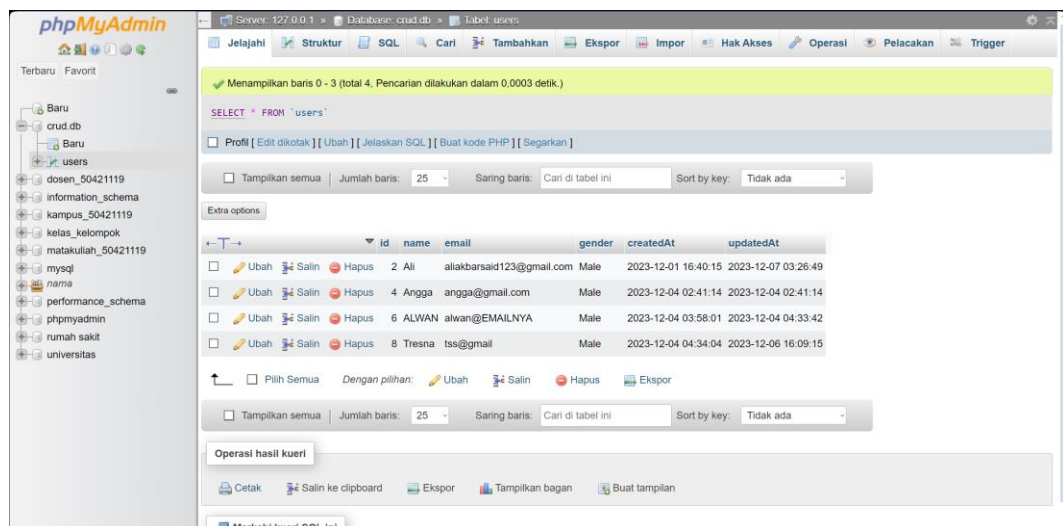 phpMyAdmin
Terbaru Favorit
Baru
crud.db
Baru
users
dosen_50421119
information_schema
kampus_50421119
kelas_kelompok
matakuliah_50421119
mysql
nama
performance_schema
phpmyadmin
rumah sakit
universitas
Server: 127.0.0.1 » Database: crud.db » Tabel: users
Jelajahi Struktur SQL Cari Tambahkan Ekspor Impor Hak Akses Operasi Pelacakan Trigger
Menampilkan baris 0 - 3 (total 4, Pencarian dilakukan dalam 0,0003 detik.)
SELECT * FROM `users`
Profil [ Edit dikotak ] [ Ubah ] [ Jelaskan SQL ] [ Buat kode PHP ] [ Segarkan ]
Tampilkan semua | Jumlah baris: 25 Saring baris: Cari di tabel ini Sort by key: Tidak ada
Extra options
←T→ id name email gender createdAt updatedAt
Ubah Salin Hapus 2 Ali aliakbarsaid123@gmail.com Male 2023-12-01 16:40:15 2023-12-07 03:26:49
Ubah Salin Hapus 4 Angga angga@gmail.com Male 2023-12-04 02:41:14 2023-12-04 02:41:14
Ubah Salin Hapus 6 ALWAN alwan@EMAILNYA Male 2023-12-04 03:58:01 2023-12-04 04:33:42
Ubah Salin Hapus 8 Tresna tss@gmail Male 2023-12-04 04:34:04 2023-12-06 16:09:15
Pilih Semua Dengan pilihan: Ubah Salin Hapus Ekspor
Tampilkan semua | Jumlah baris: 25 Saring baris: Cari di tabel ini Sort by key: Tidak ada
Operasi hasil kueri
Cetak Salin ke clipboard Ekspor Tampilkan bagan Buat tampilan